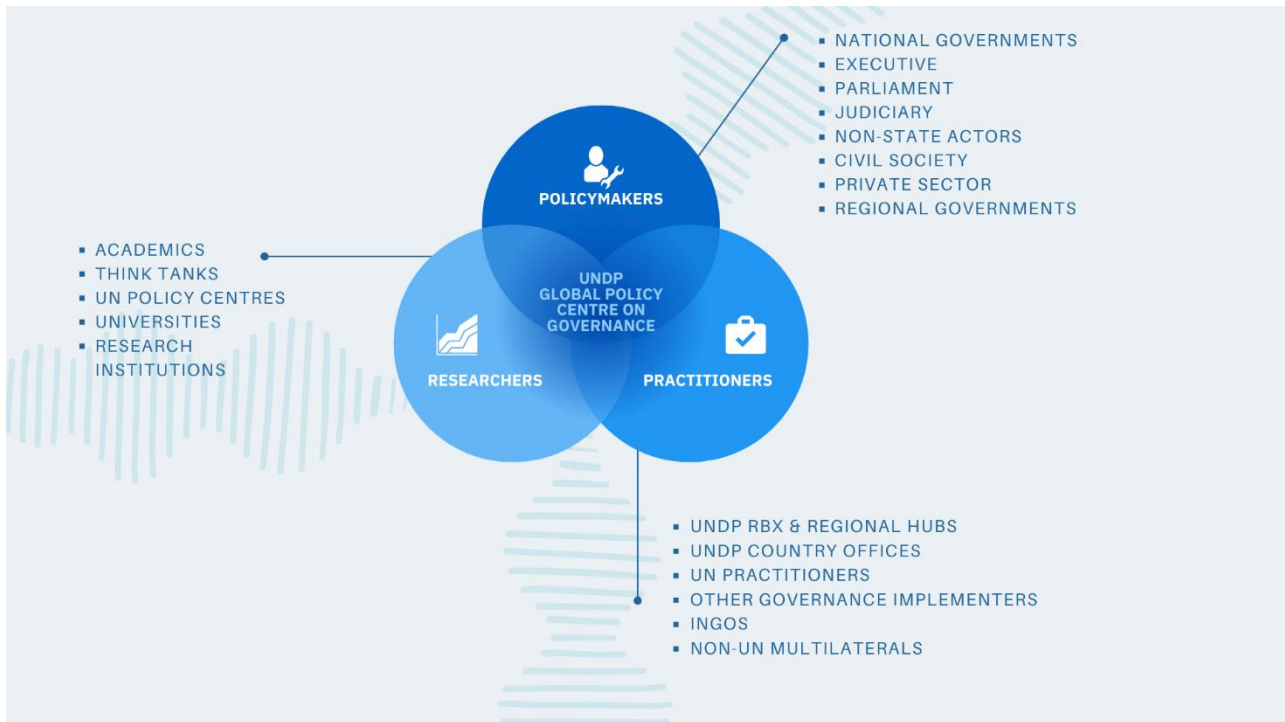 ▪ NATIONAL GOVERNMENTS
▪ EXECUTIVE
▪ PARLIAMENT
▪ JUDICIARY
▪ NON-STATE ACTORS
▪ CIVIL SOCIETY
▪ PRIVATE SECTOR
▪ REGIONAL GOVERNMENTS
POLICYMAKERS
▪ ACADEMICS
▪ THINK TANKS
▪ UN POLICY CENTRES
▪ UNIVERSITIES
▪ RESEARCH
INSTITUTIONS
UNDP
GLOBAL POLICY
CENTRE ON
GOVERNANCE
RESEARCHERS
PRACTITIONERS
▪ UNDP RBX & REGIONAL HUBS
▪ UNDP COUNTRY OFFICES
▪ UN PRACTITIONERS
▪ OTHER GOVERNANCE IMPLEMENTERS
▪ INGOS
▪ NON-UN MULTILATERALS